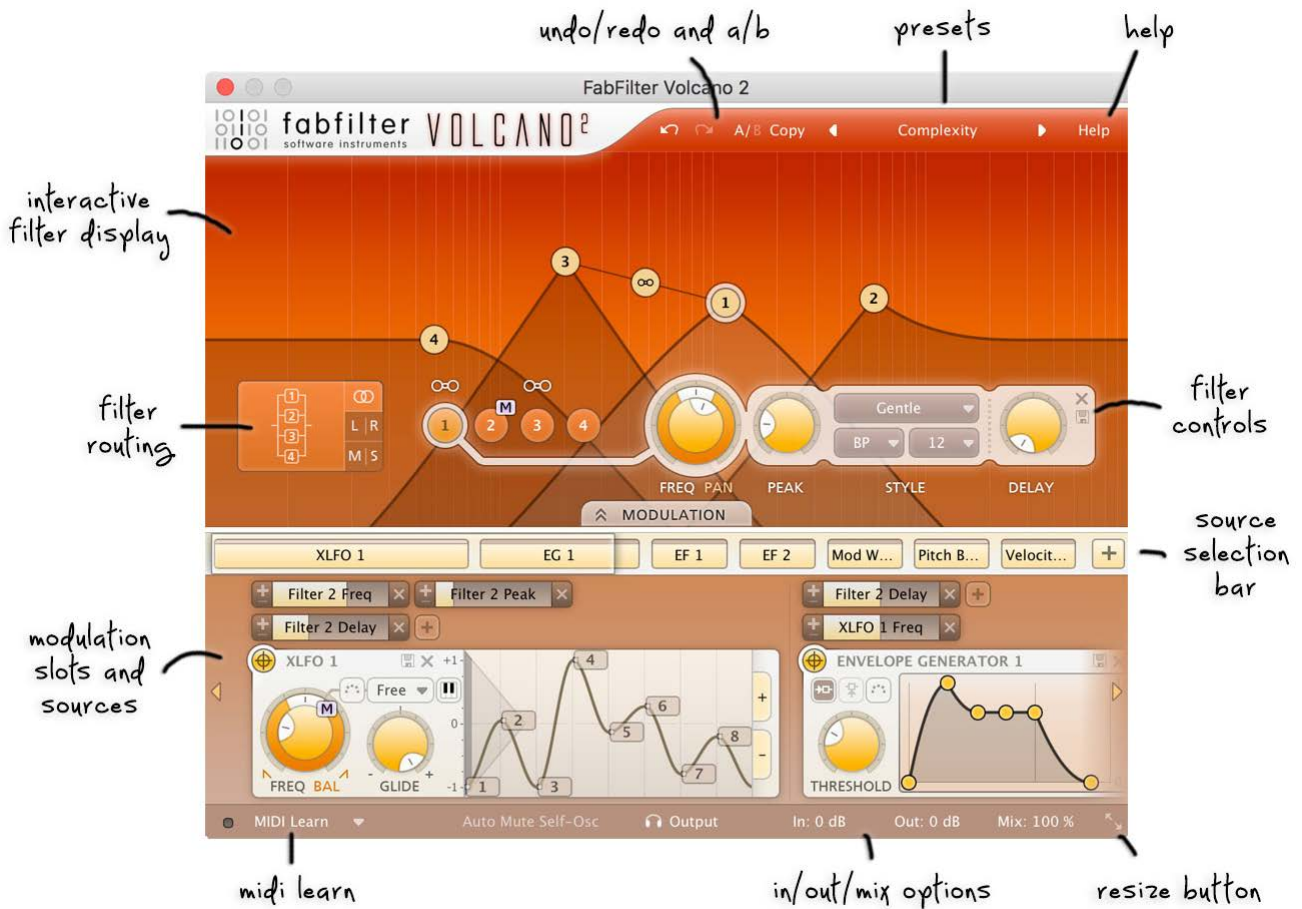 undo/redo and a/b
presets
help
FabFilter Volcano 2
fabfilter
software instruments
VOLCANO²
A/B Copy
Complexity
Help
interactive
filter display
3
1
2
4
filter
routing
1
2
3
4
L | R
M | S
1
2
M
3
4
Gentle
BP
12
FREQ PAN
PEAK
STYLE
DELAY
filter
controls
MODULATION
source
selection
bar
XLFO 1
EG 1
EF 1
EF 2
Mod W...
Pitch B...
Velocit...
+
modulation
slots and
sources
Filter 2 Freq
Filter 2 Peak
Filter 2 Delay
Filter 2 Delay
XLFO 1 Freq
XLFO 1
Free
M
FREQ BAL
- GLIDE +
+1
0
-1
1
2
3
4
5
6
7
8
+
-
ENVELOPE GENERATOR 1
THRESHOLD
MIDI Learn
Auto Mute Self-Osc
Output
In: 0 dB
Out: 0 dB
Mix: 100 %
midi learn
in/out/mix options
resize button